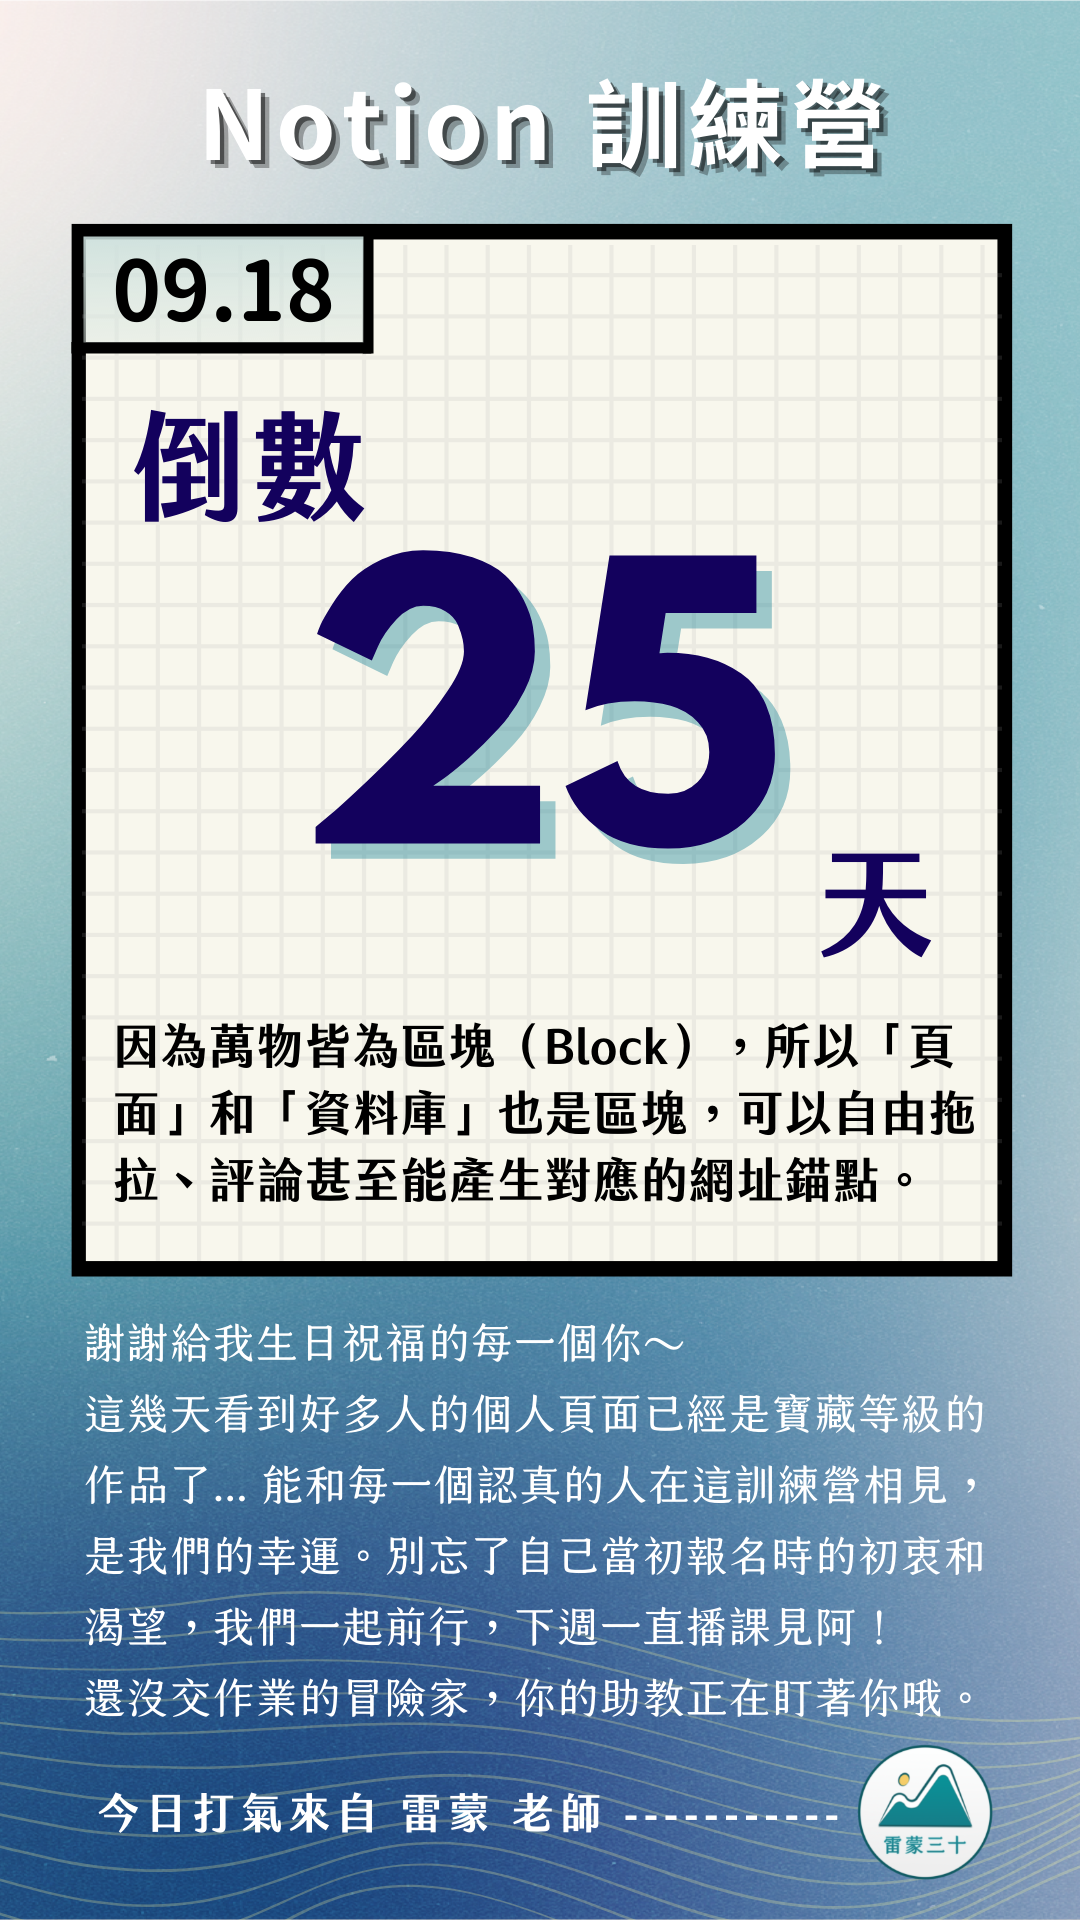 Notion 訓練營
09.18
倒數
25
天
因為萬物皆為區塊（Block），所以「頁
面」和「資料庫」也是區塊，可以自由拖
拉、評論甚至能產生對應的網址錨點。
謝謝給我生日祝福的每一個你～
這幾天看到好多人的個人頁面已經是寶藏等級的
作品了... 能和每一個認真的人在這訓練營相見，
是我們的幸運。別忘了自己當初報名時的初衷和
渴望，我們一起前行，下週一直播課見阿！
還沒交作業的冒險家，你的助教正在盯著你哦。
今日打氣來自 雷蒙 老師 -----------
雷蒙三十